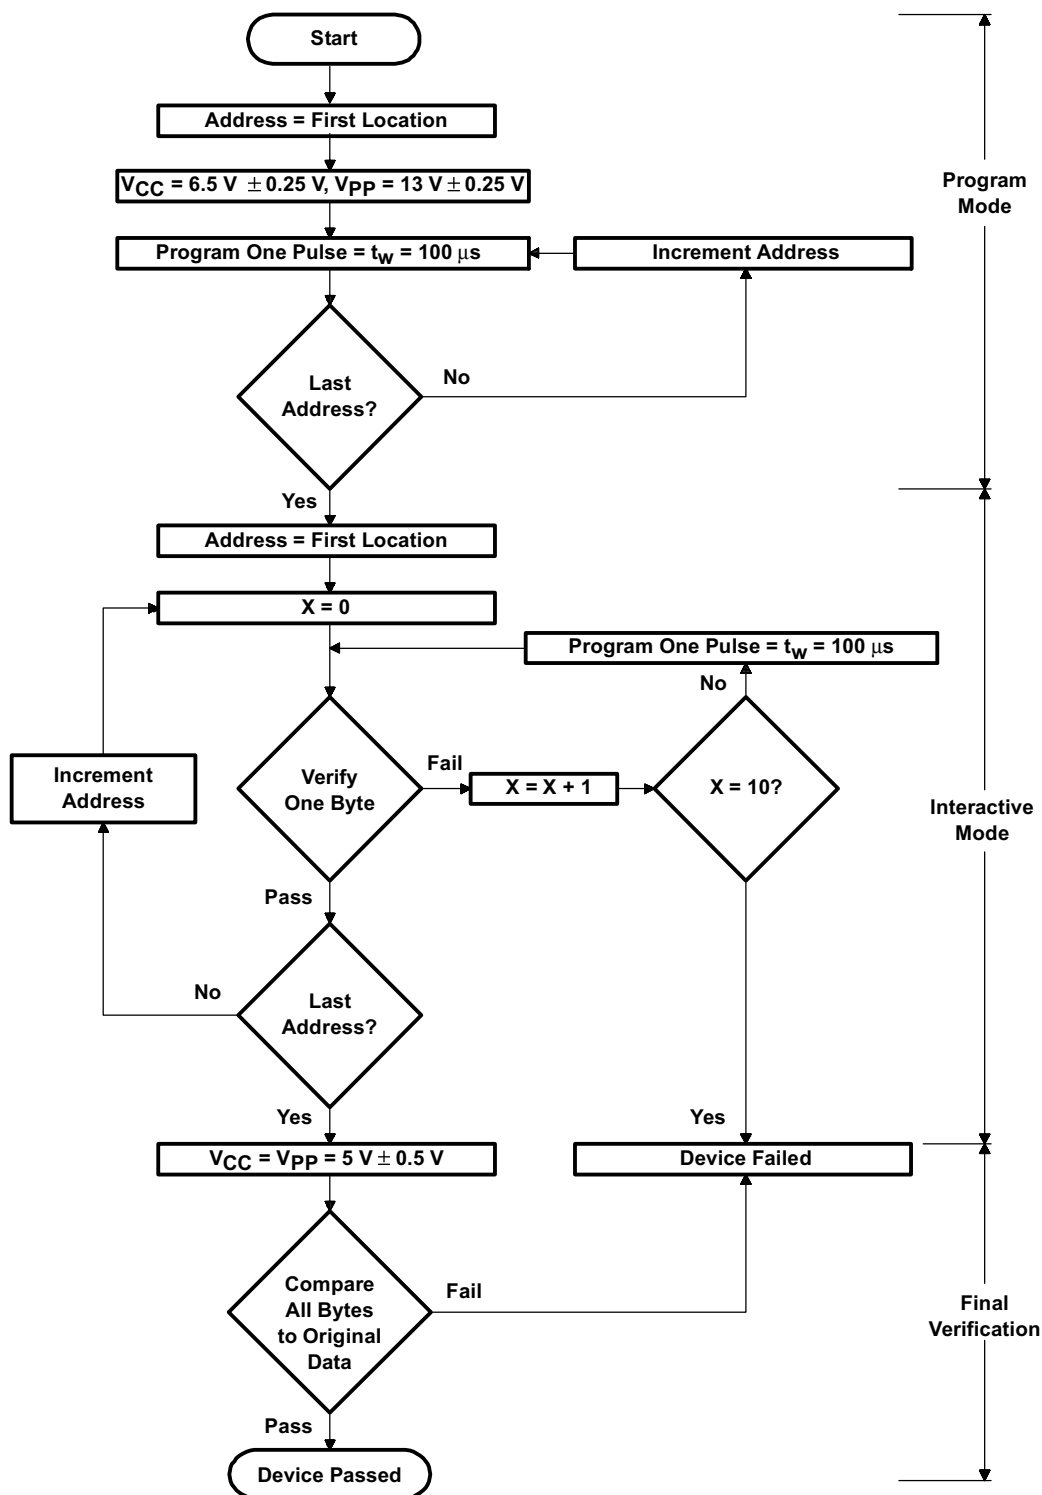 Start
Address = First Location
VCC = 6.5 V ± 0.25 V, VPP = 13 V ± 0.25 V
Program
Mode
Program One Pulse = tw = 100 μs
Increment Address
Last
Address?
No
Yes
Address = First Location
X = 0
Program One Pulse = tw = 100 μs
No
Increment
Address
Verify
One Byte
Fail
X = X + 1
X = 10?
Interactive
Mode
Pass
No
Last
Address?
Yes
Yes
VCC = VPP = 5 V ± 0.5 V
Device Failed
Compare
All Bytes
to Original
Data
Fail
Final
Verification
Pass
Device Passed